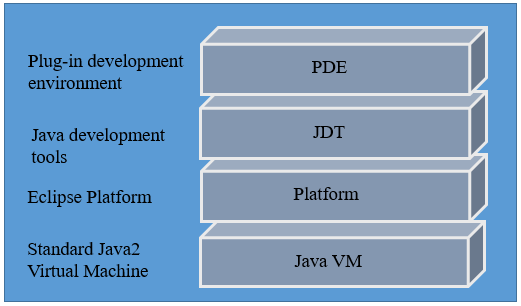 Plug-in development
environment
PDE
Java development
tools
JDT
Eclipse Platform
Platform
Standard Java2
Virtual Machine
Java VM